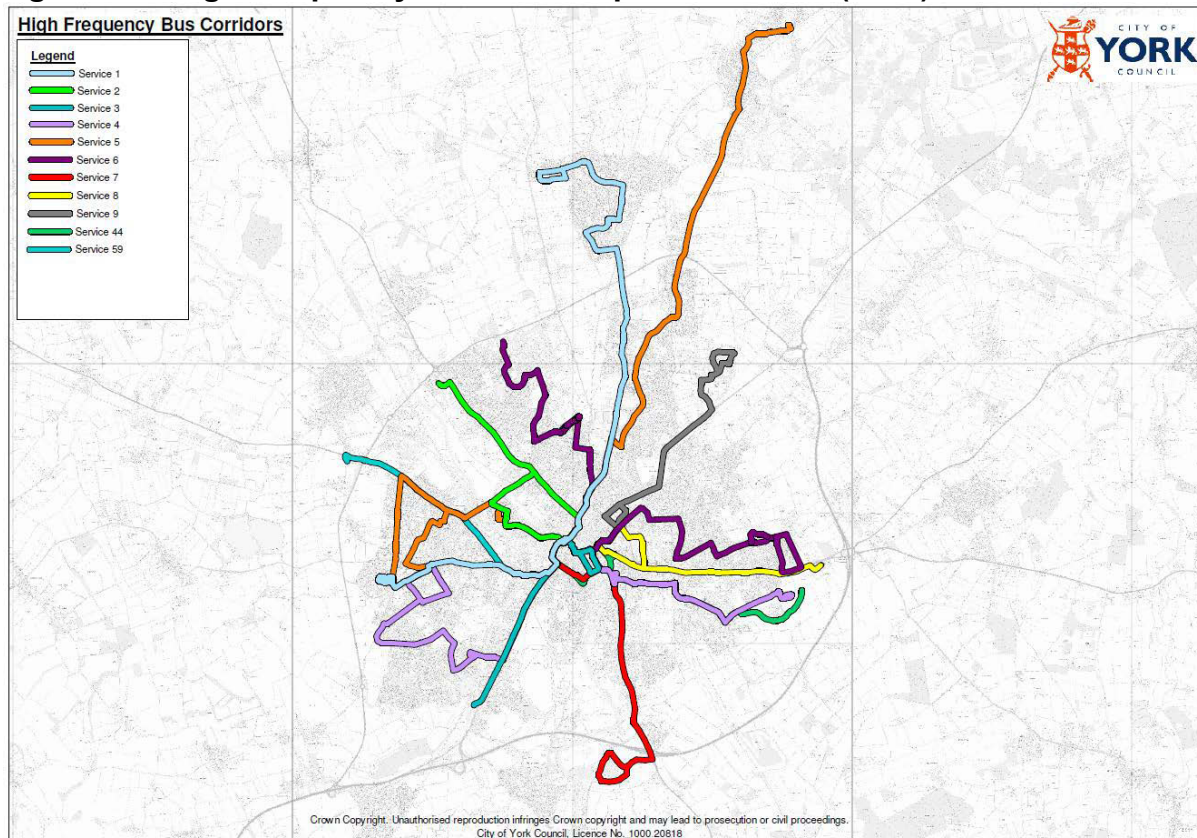 High Frequency Bus Corridors
Legend
Service 1
Service 2
Service 3
Service 4
Service 5
Service 6
Service 7
Service 8
Service 9
Service 44
Service 59
CITY OF
YORK
COUNCIL
Crown Copyright. Unauthorised reproduction infringes Crown copyright and may lead to prosecution or civil proceedings.
City of York Council, Licence No. 1000 20818